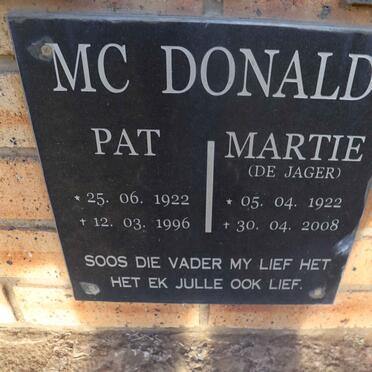 MC DONALD
PAT
* 25. 06. 1922
† 12. 03. 1996
MARTIE
(DE JAGER)
* 05. 04. 1922
† 30. 04. 2008
SOOS DIE VADER MY LIEF HET
HET EK JULLE OOK LIEF.